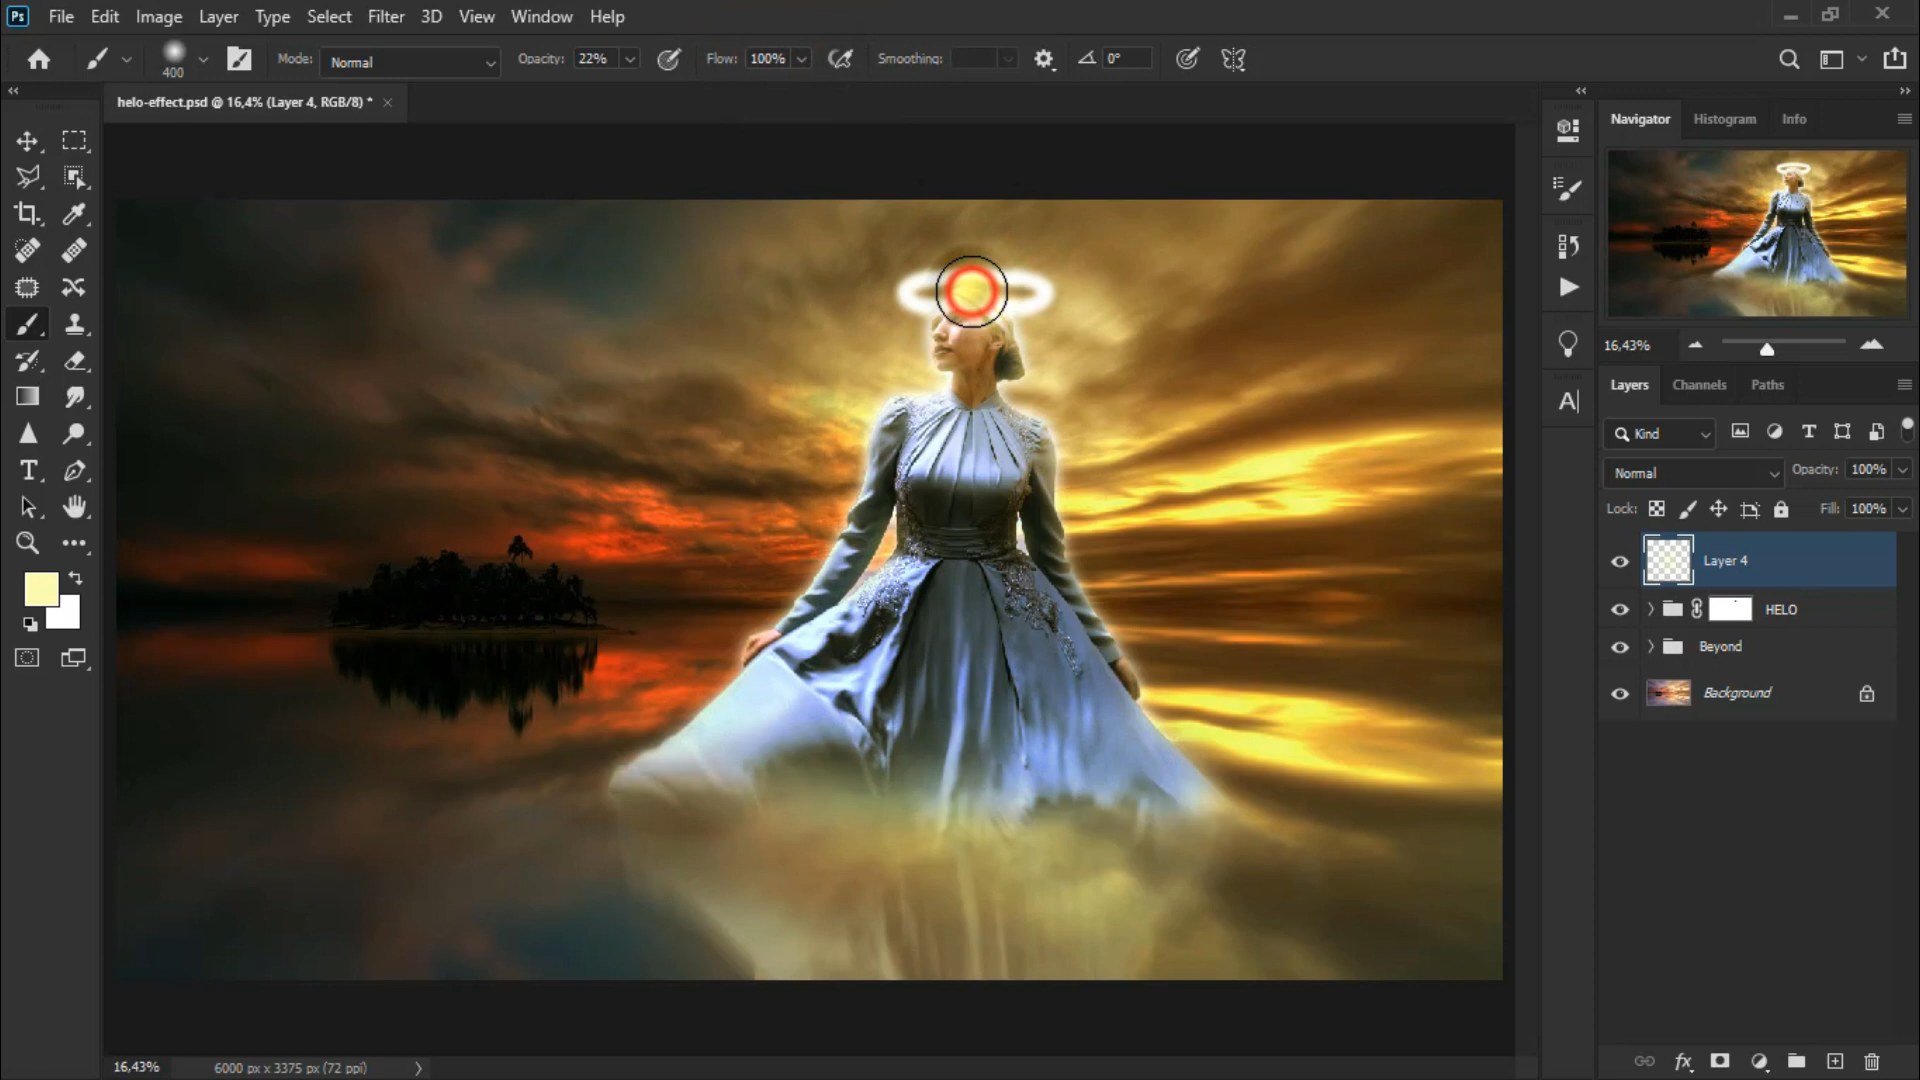 Ps File Edit Image Layer Type Select Filter 3D View Window Help
400 Mode: Normal Opacity: 22% Flow: 100% Smoothing: 0°
helo-effect.psd @ 16,4% (Layer 4, RGB/8) *
Navigator Histogram Info
16,43%
Layers Channels Paths
Kind
Normal Opacity: 100%
Lock: Fill: 100%
Layer 4
HELO
Beyond
Background
16,43% 6000 px x 3375 px (72 ppi)